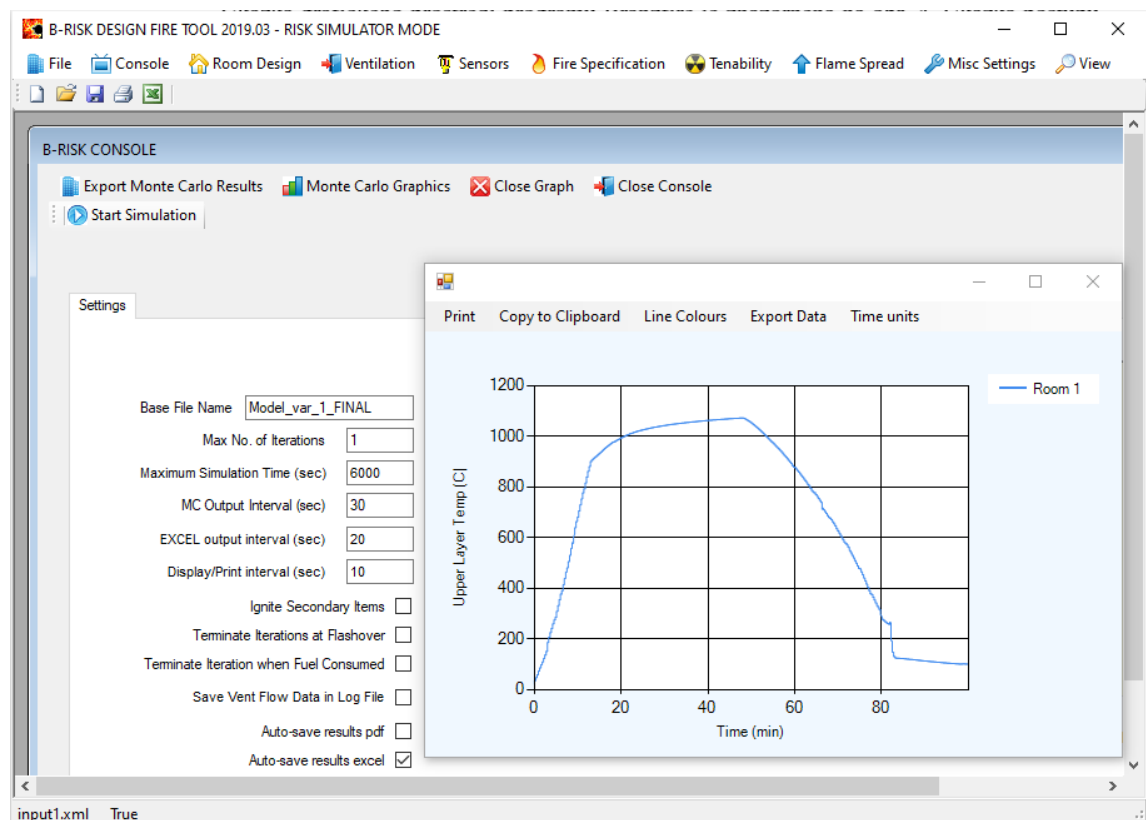 B-RISK DESIGN FIRE TOOL 2019.03 - RISK SIMULATOR MODE
File Console Room Design Ventilation Sensors Fire Specification Tenability Flame Spread Misc Settings View
B-RISK CONSOLE
Export Monte Carlo Results Monte Carlo Graphics Close Graph Close Console
Start Simulation
Settings
Base File Name Model_var_1_FINAL
Max No. of Iterations 1
Maximum Simulation Time (sec) 6000
MC Output Interval (sec) 30
EXCEL output interval (sec) 20
Display/Print interval (sec) 10
Ignite Secondary Items
Terminate Iterations at Flashover
Terminate Iteration when Fuel Consumed
Save Vent Flow Data in Log File
Auto-save results pdf
Auto-save results excel
Print Copy to Clipboard Line Colours Export Data Time units
Upper Layer Temp (C)
1200
1000
800
600
400
200
0
0 20 40 60 80
Time (min)
Room 1
input1.xml True